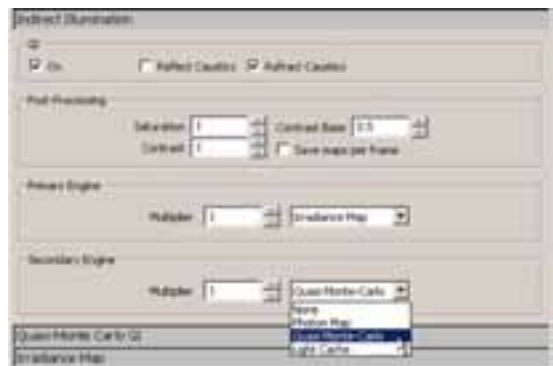 Indirect Illumination
GI
On Reflect Caustics Refract Caustics
Post-Processing
Saturation 1 Contrast Base 0.5
Contrast 1 Save maps per frame
Primary Engine
Multiplier 1 Irradiance Map
Secondary Engine
Multiplier 1 Quasi Monte-Carlo
None
Photon Map
Quasi Monte-Carlo
Light Cache
Quasi Monte Carlo GI
Irradiance Map